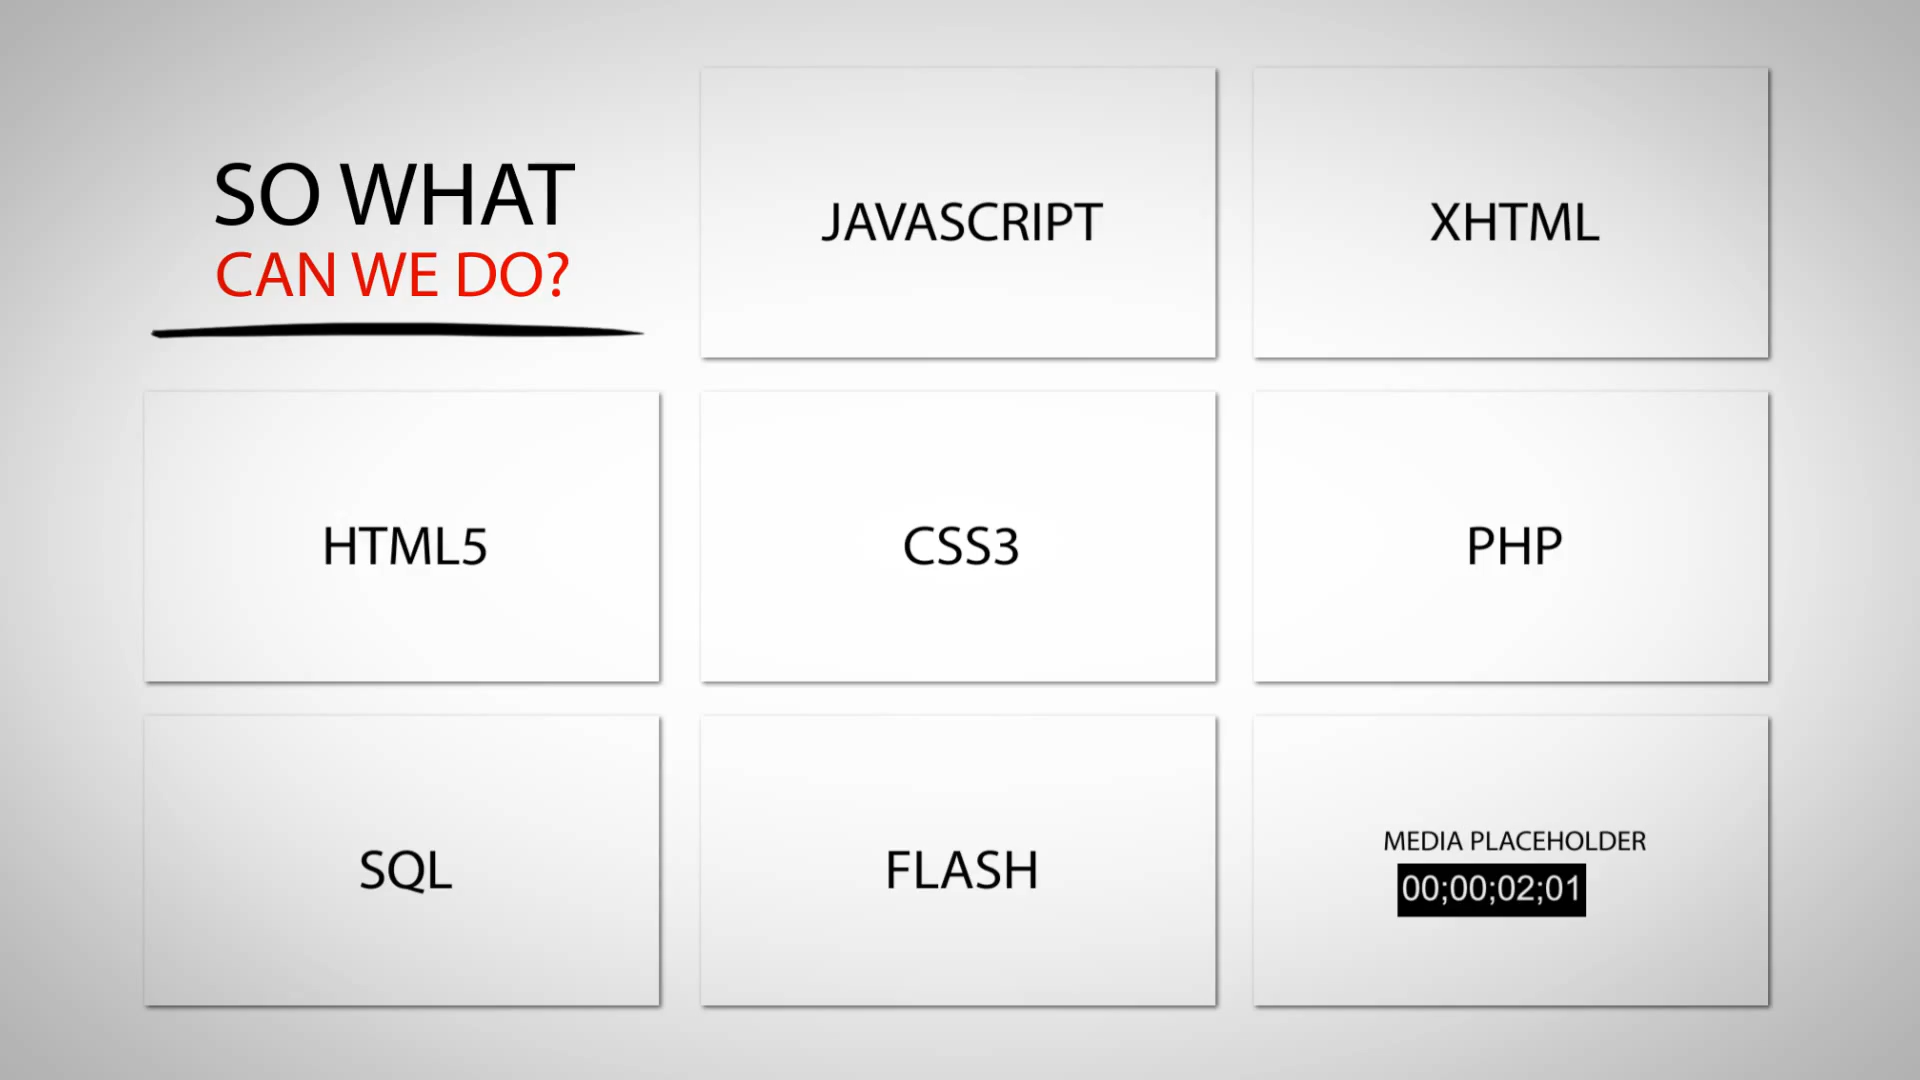 SO WHAT
CAN WE DO?
JAVASCRIPT
XHTML
HTML5
CSS3
PHP
SQL
FLASH
MEDIA PLACEHOLDER
00;00;02;01